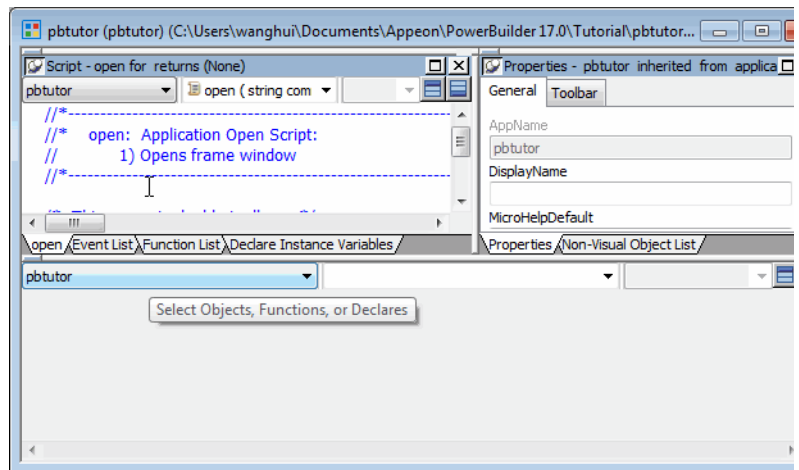 pbtutor (pbtutor) (C:\Users\wanghui\Documents\Appeon\PowerBuilder 17.0\Tutorial\pbtutor...
Script - open for returns (None)
pbtutor
open ( string com
//*------------------------------------------------
//* open: Application Open Script:
// 1) Opens frame window
//*------------------------------------------------
open
Event List
Function List
Declare Instance Variables
Properties - pbtutor inherited from applica
General
Toolbar
AppName
pbtutor
DisplayName
MicroHelpDefault
Properties
Non-Visual Object List
pbtutor
Select Objects, Functions, or Declares